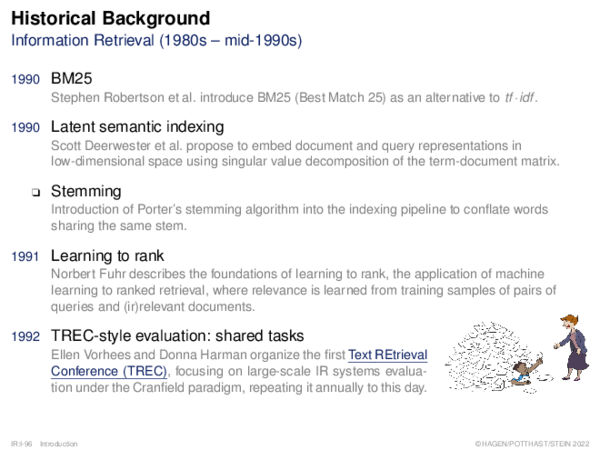 Historical Background
Information Retrieval (1980s – mid-1990s)
1990 BM25
Stephen Robertson et al. introduce BM25 (Best Match 25) as an alternative to tf·idf.
1990 Latent semantic indexing
Scott Deerwester et al. propose to embed document and query representations in
low-dimensional space using singular value decomposition of the term-document matrix.
❑ Stemming
Introduction of Porter's stemming algorithm into the indexing pipeline to conflate words
sharing the same stem.
1991 Learning to rank
Norbert Fuhr describes the foundations of learning to rank, the application of machine
learning to ranked retrieval, where relevance is learned from training samples of pairs of
queries and (ir)relevant documents.
1992 TREC-style evaluation: shared tasks
Ellen Vorhees and Donna Harman organize the first Text REtrieval
Conference (TREC), focusing on large-scale IR systems evalua-
tion under the Cranfield paradigm, repeating it annually to this day.
IR:I-96 Introduction ©HAGEN/POTTHAST/STEIN 2022